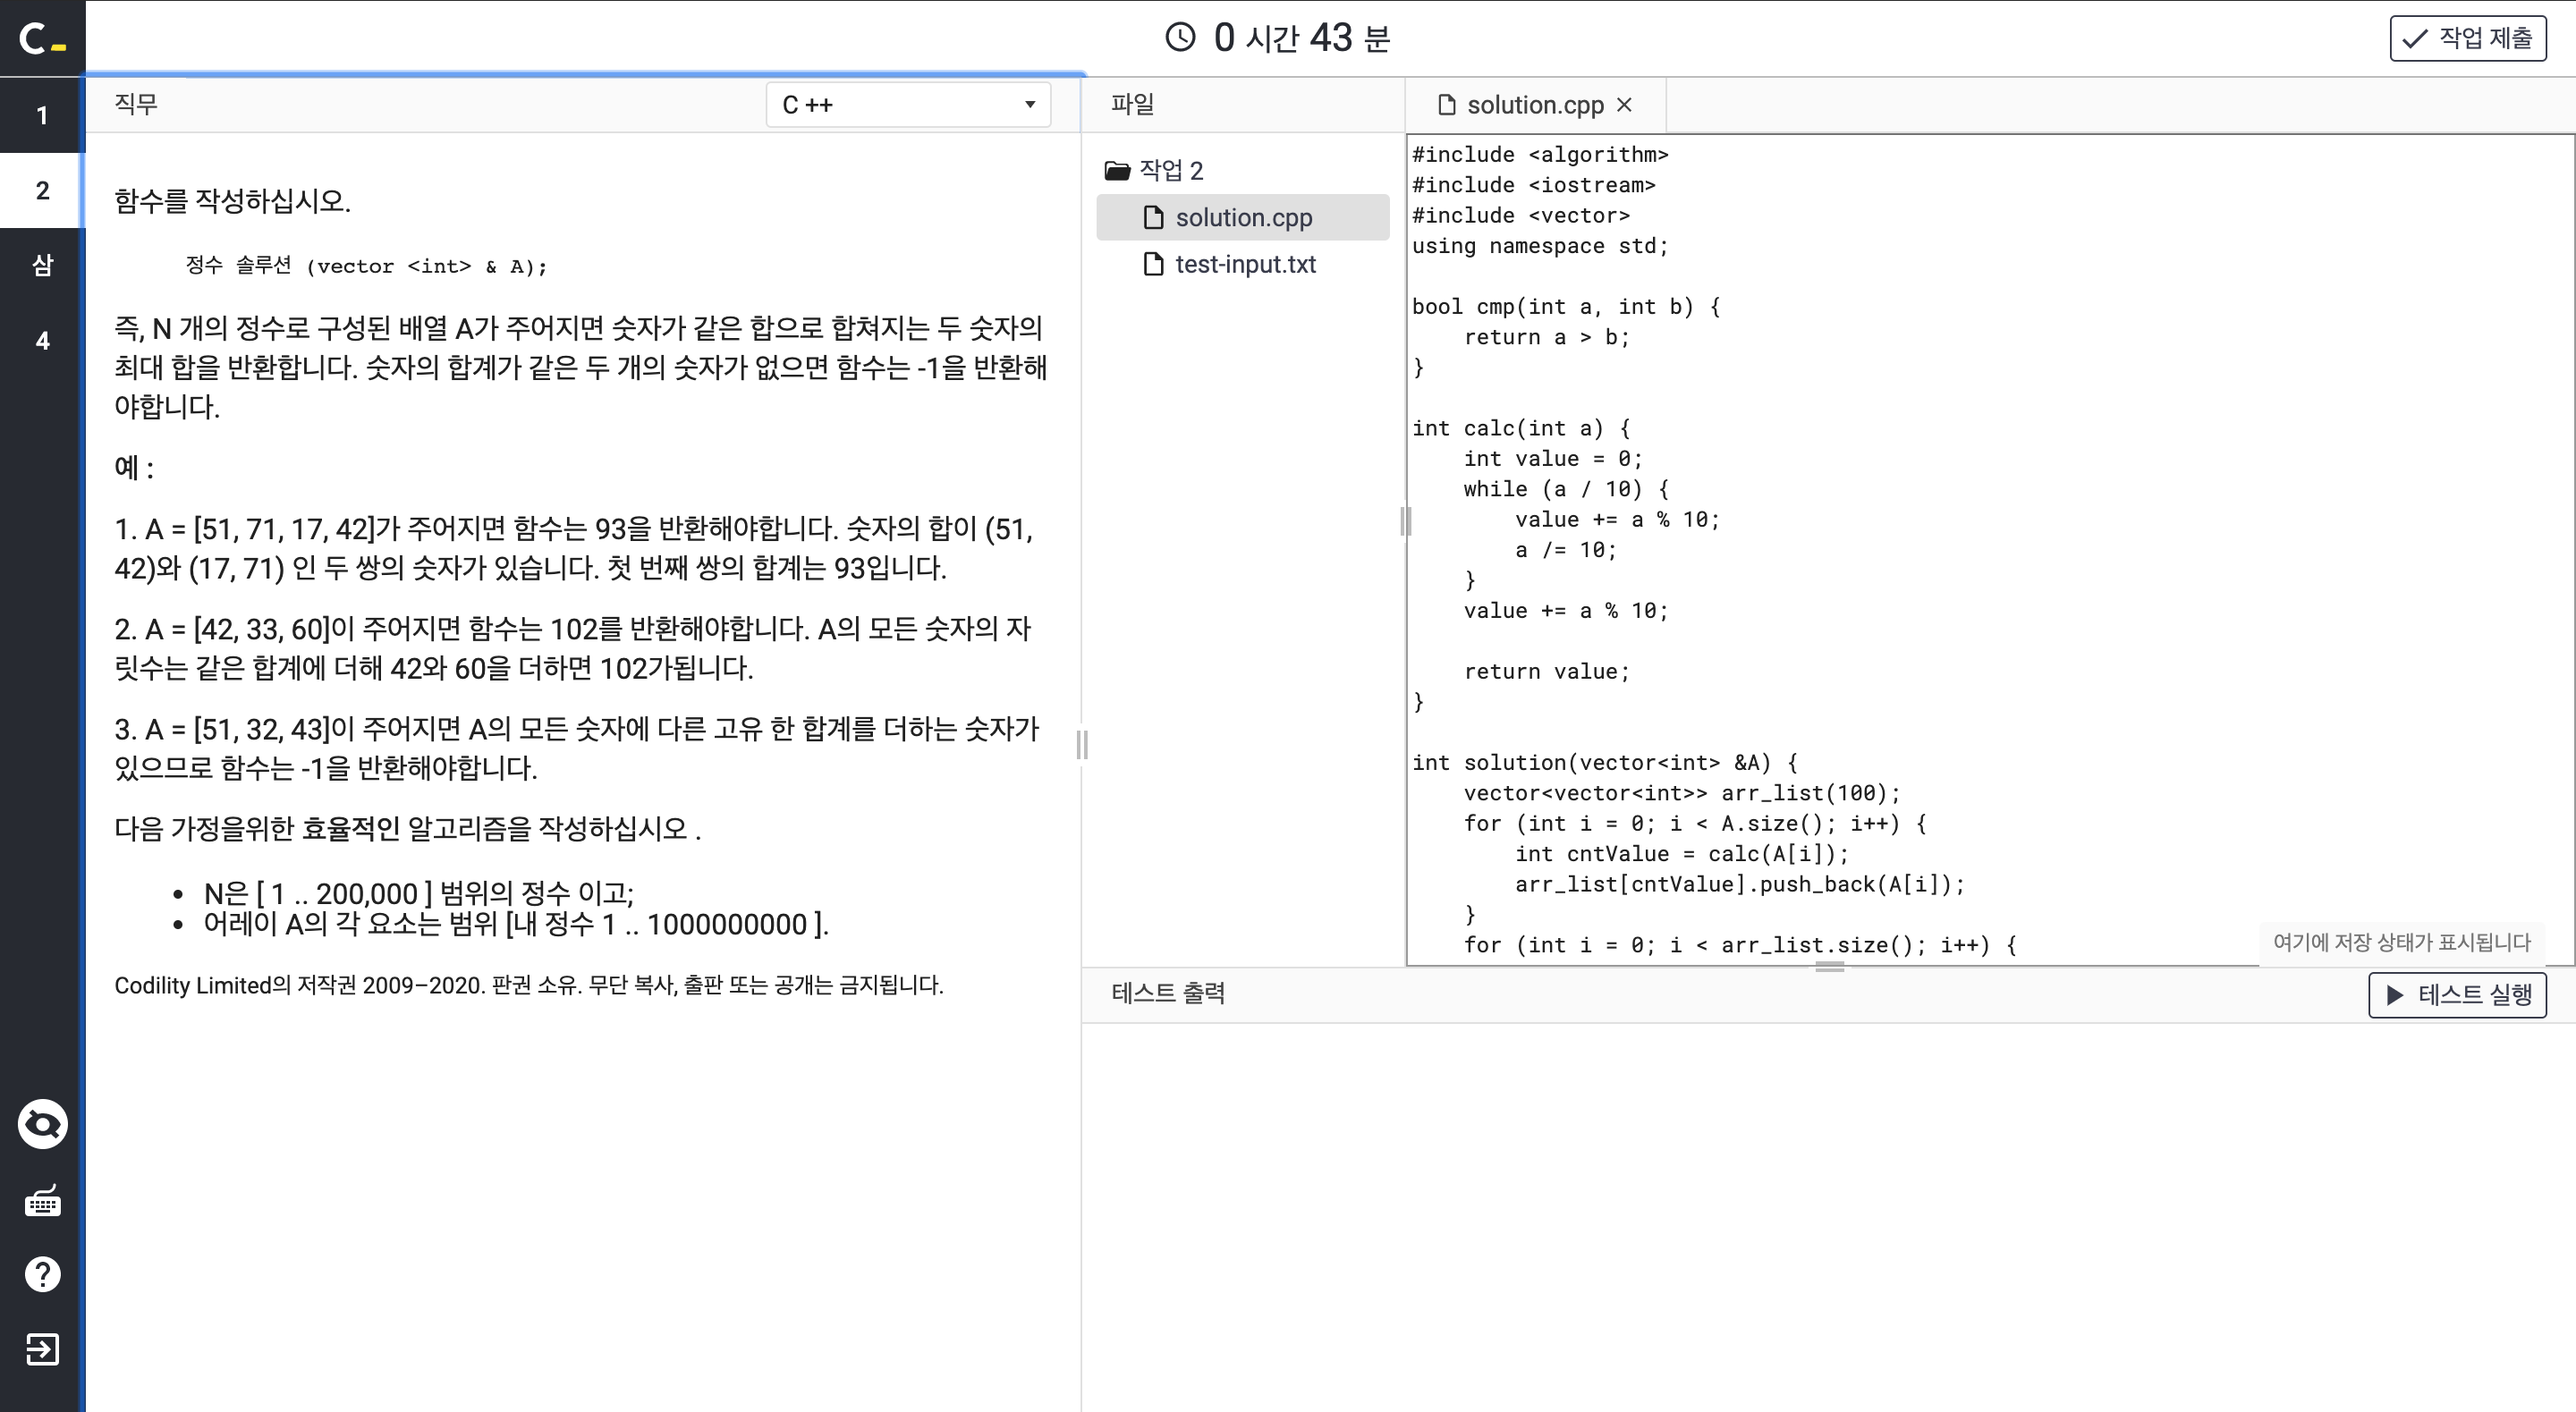 C_
0 시간 43 분
작업 제출
1
2
삼
4
직무
C ++
함수를 작성하십시오.
정수 솔루션 (vector <int> & A);
즉, N 개의 정수로 구성된 배열 A가 주어지면 숫자가 같은 합으로 합쳐지는 두 숫자의
최대 합을 반환합니다. 숫자의 합계가 같은 두 개의 숫자가 없으면 함수는 -1을 반환해
야합니다.
예 :
1. A = [51, 71, 17, 42]가 주어지면 함수는 93을 반환해야합니다. 숫자의 합이 (51,
42)와 (17, 71) 인 두 쌍의 숫자가 있습니다. 첫 번째 쌍의 합계는 93입니다.
2. A = [42, 33, 60]이 주어지면 함수는 102를 반환해야합니다. A의 모든 숫자의 자
릿수는 같은 합계에 더해 42와 60을 더하면 102가됩니다.
3. A = [51, 32, 43]이 주어지면 A의 모든 숫자에 다른 고유 한 합계를 더하는 숫자가
있으므로 함수는 -1을 반환해야합니다.
다음 가정을위한 효율적인 알고리즘을 작성하십시오 .
• N은 [ 1 .. 200,000 ] 범위의 정수 이고;
• 어레이 A의 각 요소는 범위 [내 정수 1 .. 1000000000 ].
Codility Limited의 저작권 2009–2020. 판권 소유. 무단 복사, 출판 또는 공개는 금지됩니다.
파일
작업 2
solution.cpp
test-input.txt
solution.cpp
#include <algorithm>
#include <iostream>
#include <vector>
using namespace std;
bool cmp(int a, int b) {
    return a > b;
}
int calc(int a) {
    int value = 0;
    while (a / 10) {
        value += a % 10;
        a /= 10;
    }
    value += a % 10;
    return value;
}
int solution(vector<int> &A) {
    vector<vector<int>> arr_list(100);
    for (int i = 0; i < A.size(); i++) {
        int cntValue = calc(A[i]);
        arr_list[cntValue].push_back(A[i]);
    }
    for (int i = 0; i < arr_list.size(); i++) {
여기에 저장 상태가 표시됩니다
테스트 출력
테스트 실행